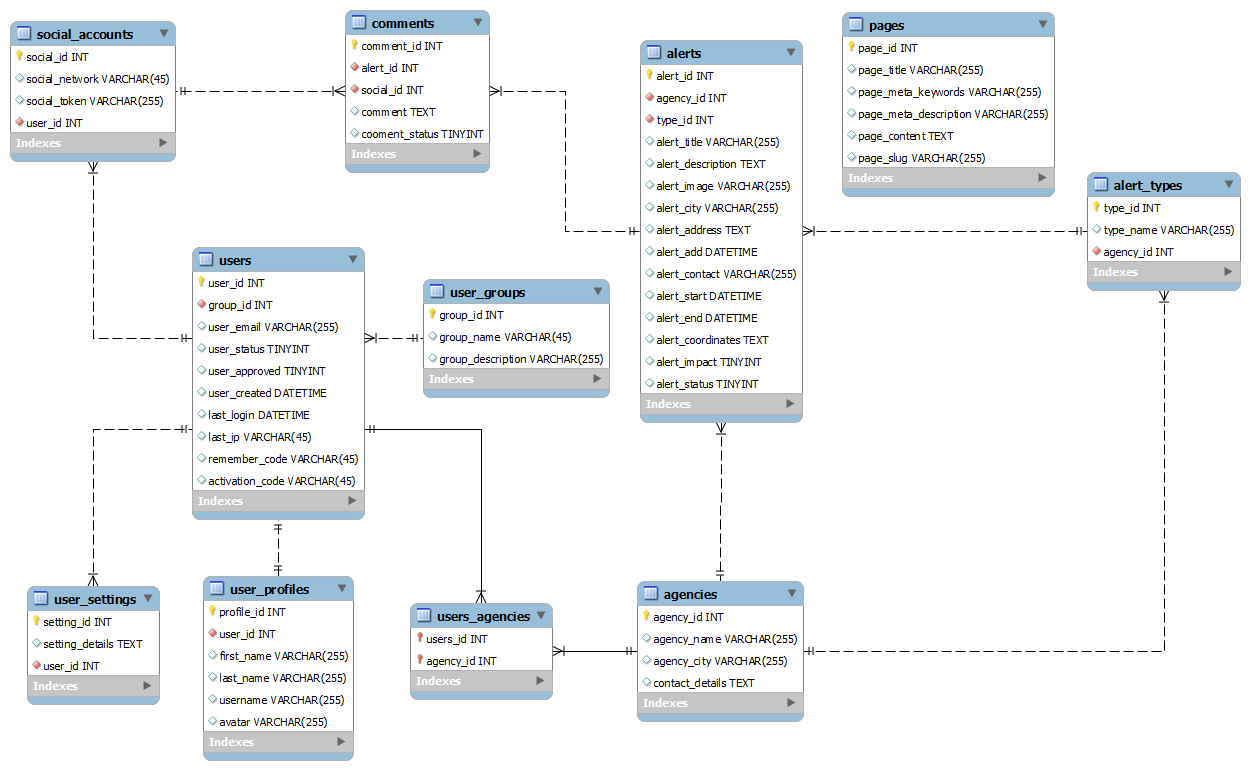 social_accounts
social_id INT
social_network VARCHAR(45)
social_token VARCHAR(255)
user_id INT
Indexes
comments
comment_id INT
alert_id INT
social_id INT
comment TEXT
cooment_status TINYINT
Indexes
alerts
alert_id INT
agency_id INT
type_id INT
alert_title VARCHAR(255)
alert_description TEXT
alert_image VARCHAR(255)
alert_city VARCHAR(255)
alert_address TEXT
alert_add DATETIME
alert_contact VARCHAR(255)
alert_start DATETIME
alert_end DATETIME
alert_coordinates TEXT
alert_impact TINYINT
alert_status TINYINT
Indexes
pages
page_id INT
page_title VARCHAR(255)
page_meta_keywords VARCHAR(255)
page_meta_description VARCHAR(255)
page_content TEXT
page_slug VARCHAR(255)
Indexes
alert_types
type_id INT
type_name VARCHAR(255)
agency_id INT
Indexes
users
user_id INT
group_id INT
user_email VARCHAR(255)
user_status TINYINT
user_approved TINYINT
user_created DATETIME
last_login DATETIME
last_ip VARCHAR(45)
remember_code VARCHAR(45)
activation_code VARCHAR(45)
Indexes
user_groups
group_id INT
group_name VARCHAR(45)
group_description VARCHAR(255)
Indexes
user_settings
setting_id INT
setting_details TEXT
user_id INT
Indexes
user_profiles
profile_id INT
user_id INT
first_name VARCHAR(255)
last_name VARCHAR(255)
username VARCHAR(255)
avatar VARCHAR(255)
Indexes
users_agencies
users_id INT
agency_id INT
Indexes
agencies
agency_id INT
agency_name VARCHAR(255)
agency_city VARCHAR(255)
contact_details TEXT
Indexes